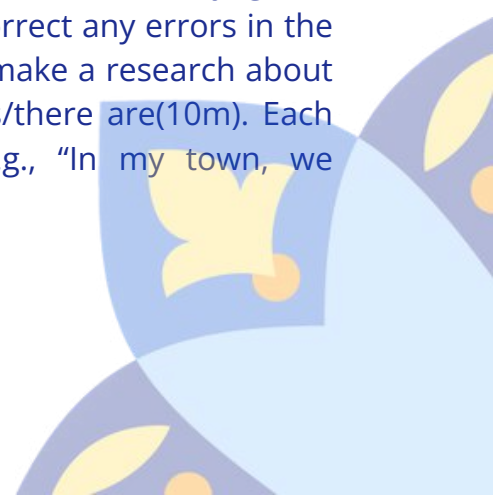 rrect any errors in the
make a research about
s/there are(10m). Each
g., “In my town, we